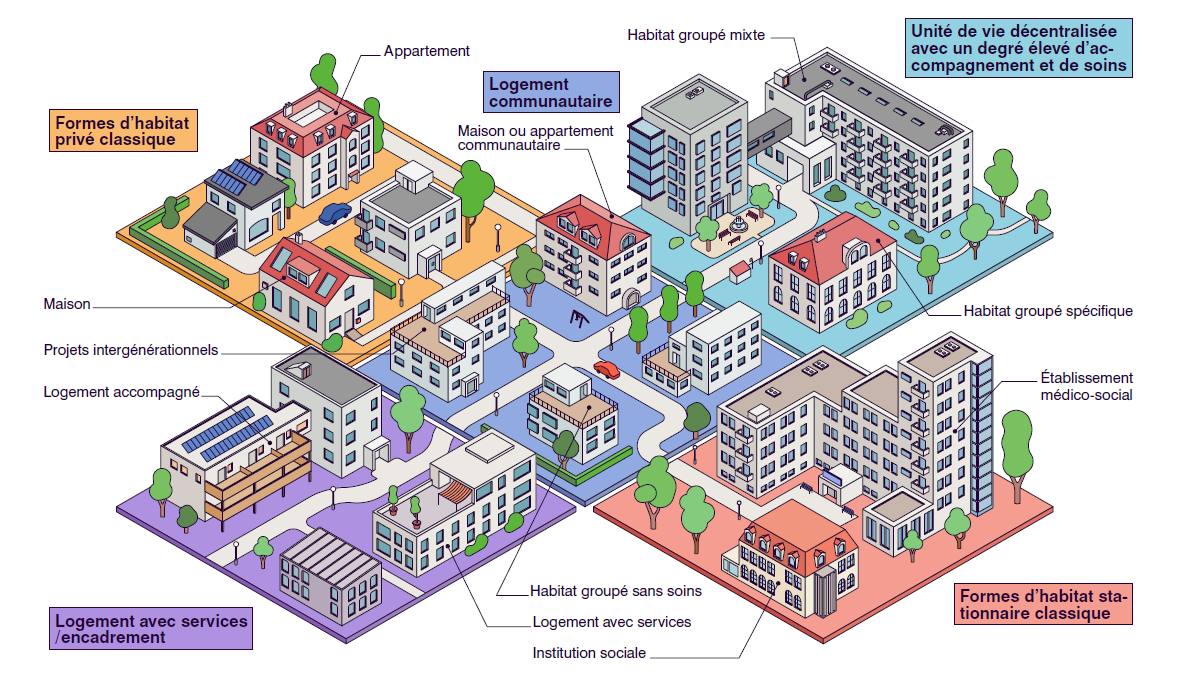 Appartement
Formes d’habitat
privé classique
Logement
communautaire
Maison ou appartement
communautaire
Habitat groupé mixte
Unité de vie décentralisée
avec un degré élevé d’ac-
compagnement et de soins
Maison
Projets intergénérationnels
Logement accompagné
Habitat groupé spécifique
Établissement
médico-social
Habitat groupé sans soins
Logement avec services
Institution sociale
Logement avec services
/encadrement
Formes d’habitat sta-
tionnaire classique